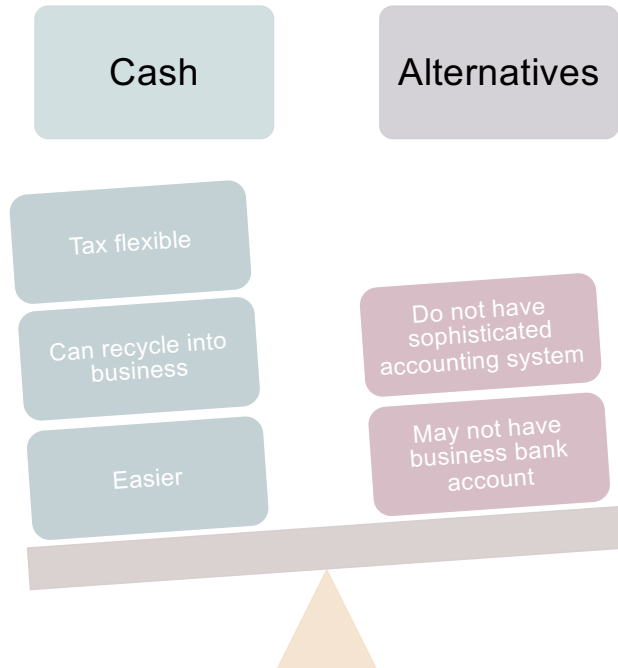 Cash
Alternatives
Tax flexible
Can recycle into
business
Easier
Do not have
sophisticated
accounting system
May not have
business bank
account